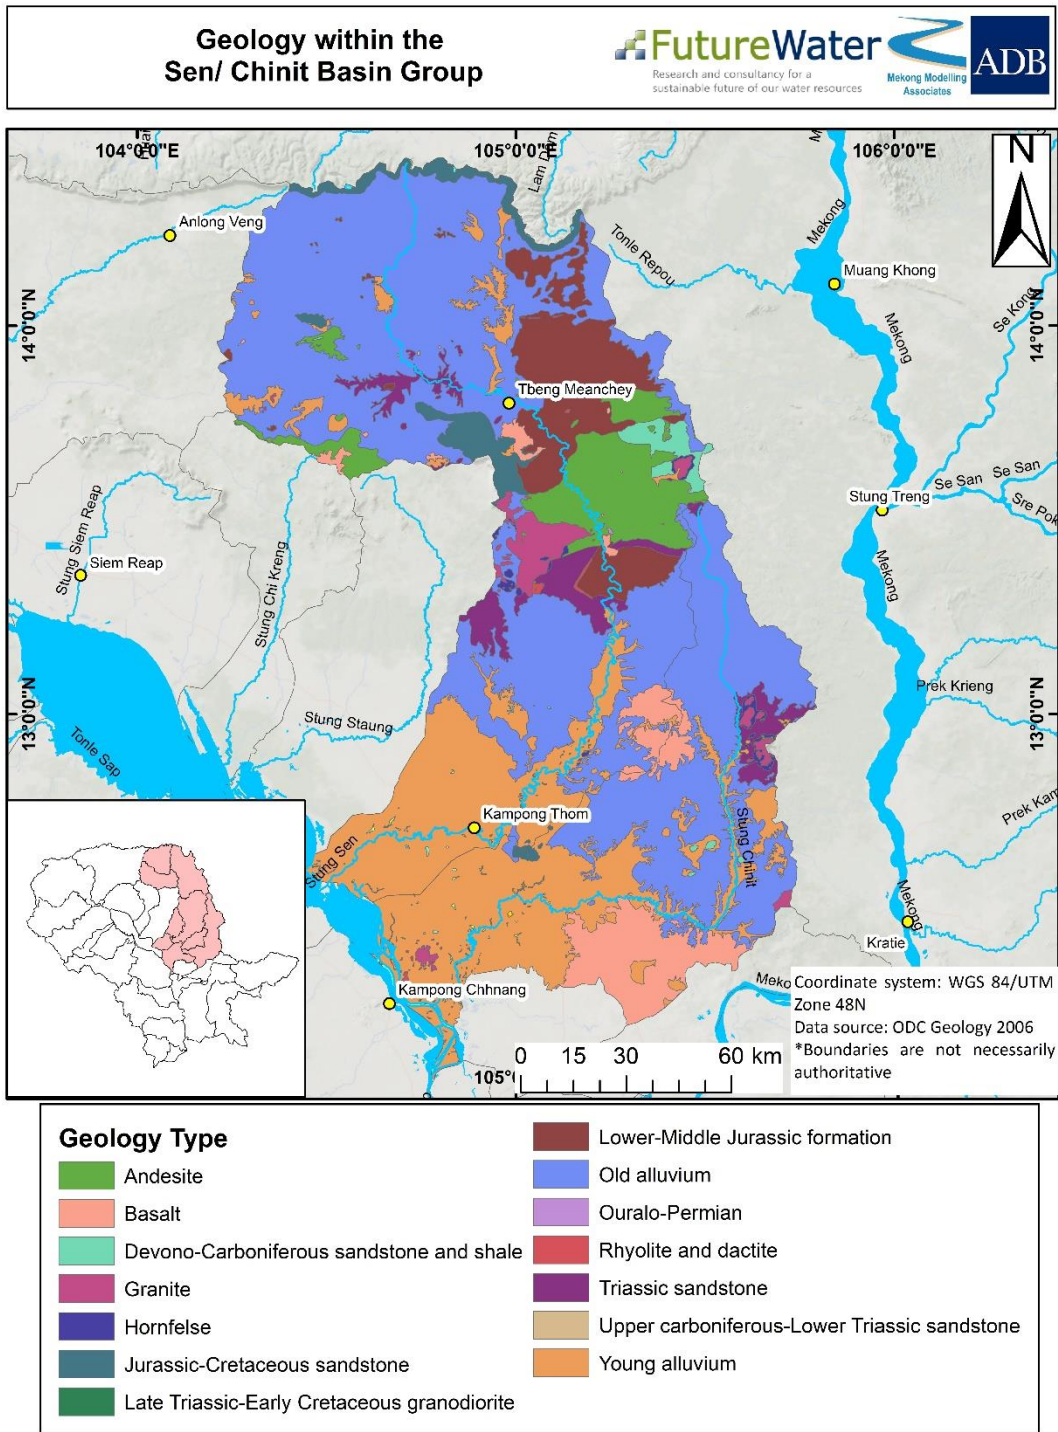 Geology within the
Sen/ Chinit Basin Group
FutureWater
Research and consultancy for a
sustainable future of our water resources
Mekong Modelling
Associates
ADB
104°0'0"E
105°0'0"E
106°0'0"E
N
Lam Dom
Mekong
Anlong Veng
Tonle Repou
Muang Khong
Se Kong
14°0'0"N
14°0'0"N
Mekong
Tbeng Meanchey
Se San
Se San
Stung Treng
Sre Pok
Stung Siem Reap
Siem Reap
Stung Chi Kreng
Mekong
Prek Krieng
13°0'0"N
13°0'0"N
Stung Staung
Tonle Sap
Prek Kam
Kampong Thom
Stung Sen
Stung Chinit
Mekong
Kratie
Kampong Chhnang
Meko
Coordinate system: WGS 84/UTM
Zone 48N
Data source: ODC Geology 2006
*Boundaries are not necessarily
authoritative
0 15 30 60 km
105°
Geology Type
Andesite
Basalt
Devono-Carboniferous sandstone and shale
Granite
Hornfelse
Jurassic-Cretaceous sandstone
Late Triassic-Early Cretaceous granodiorite
Lower-Middle Jurassic formation
Old alluvium
Ouralo-Permian
Rhyolite and dactite
Triassic sandstone
Upper carboniferous-Lower Triassic sandstone
Young alluvium